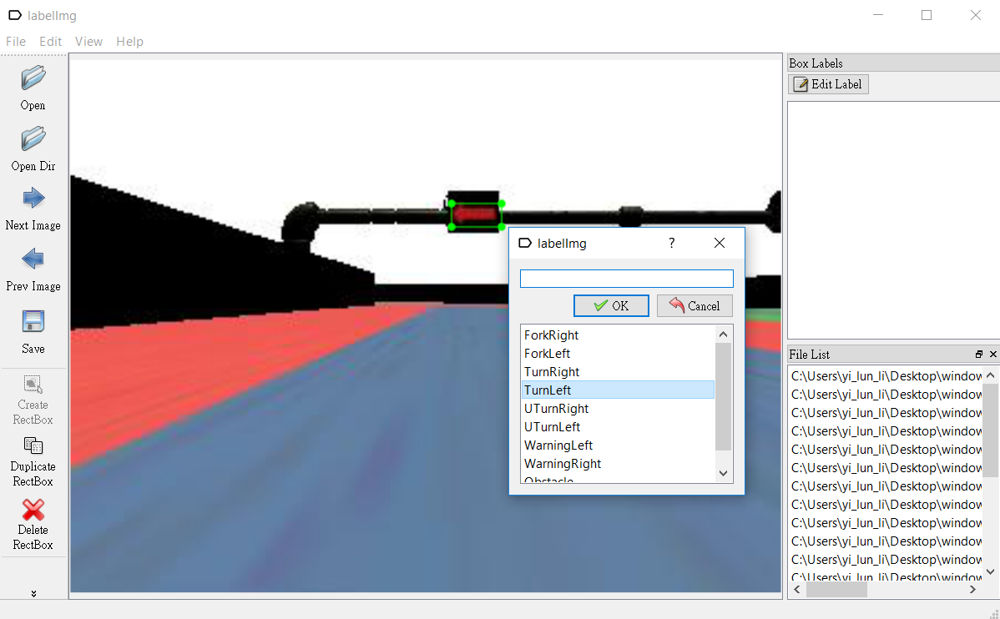 labelImg
File Edit View Help
Open
Open Dir
Next Image
Prev Image
Save
Create
RectBox
Duplicate
RectBox
Delete
RectBox
labelImg
?
OK
Cancel
ForkRight
ForkLeft
TurnRight
TurnLeft
UTurnRight
UTurnLeft
WarningLeft
WarningRight
Obstacle
Box Labels
Edit Label
File List
C:\Users\yi_lun_li\Desktop\window
C:\Users\yi_lun_li\Desktop\window
C:\Users\yi_lun_li\Desktop\window
C:\Users\yi_lun_li\Desktop\window
C:\Users\yi_lun_li\Desktop\window
C:\Users\yi_lun_li\Desktop\window
C:\Users\yi_lun_li\Desktop\window
C:\Users\yi_lun_li\Desktop\window
C:\Users\yi_lun_li\Desktop\window
C:\Users\yi_lun_li\Desktop\window
C:\Users\yi_lun_li\Desktop\window
C:\Users\yi_lun_li\Desktop\window